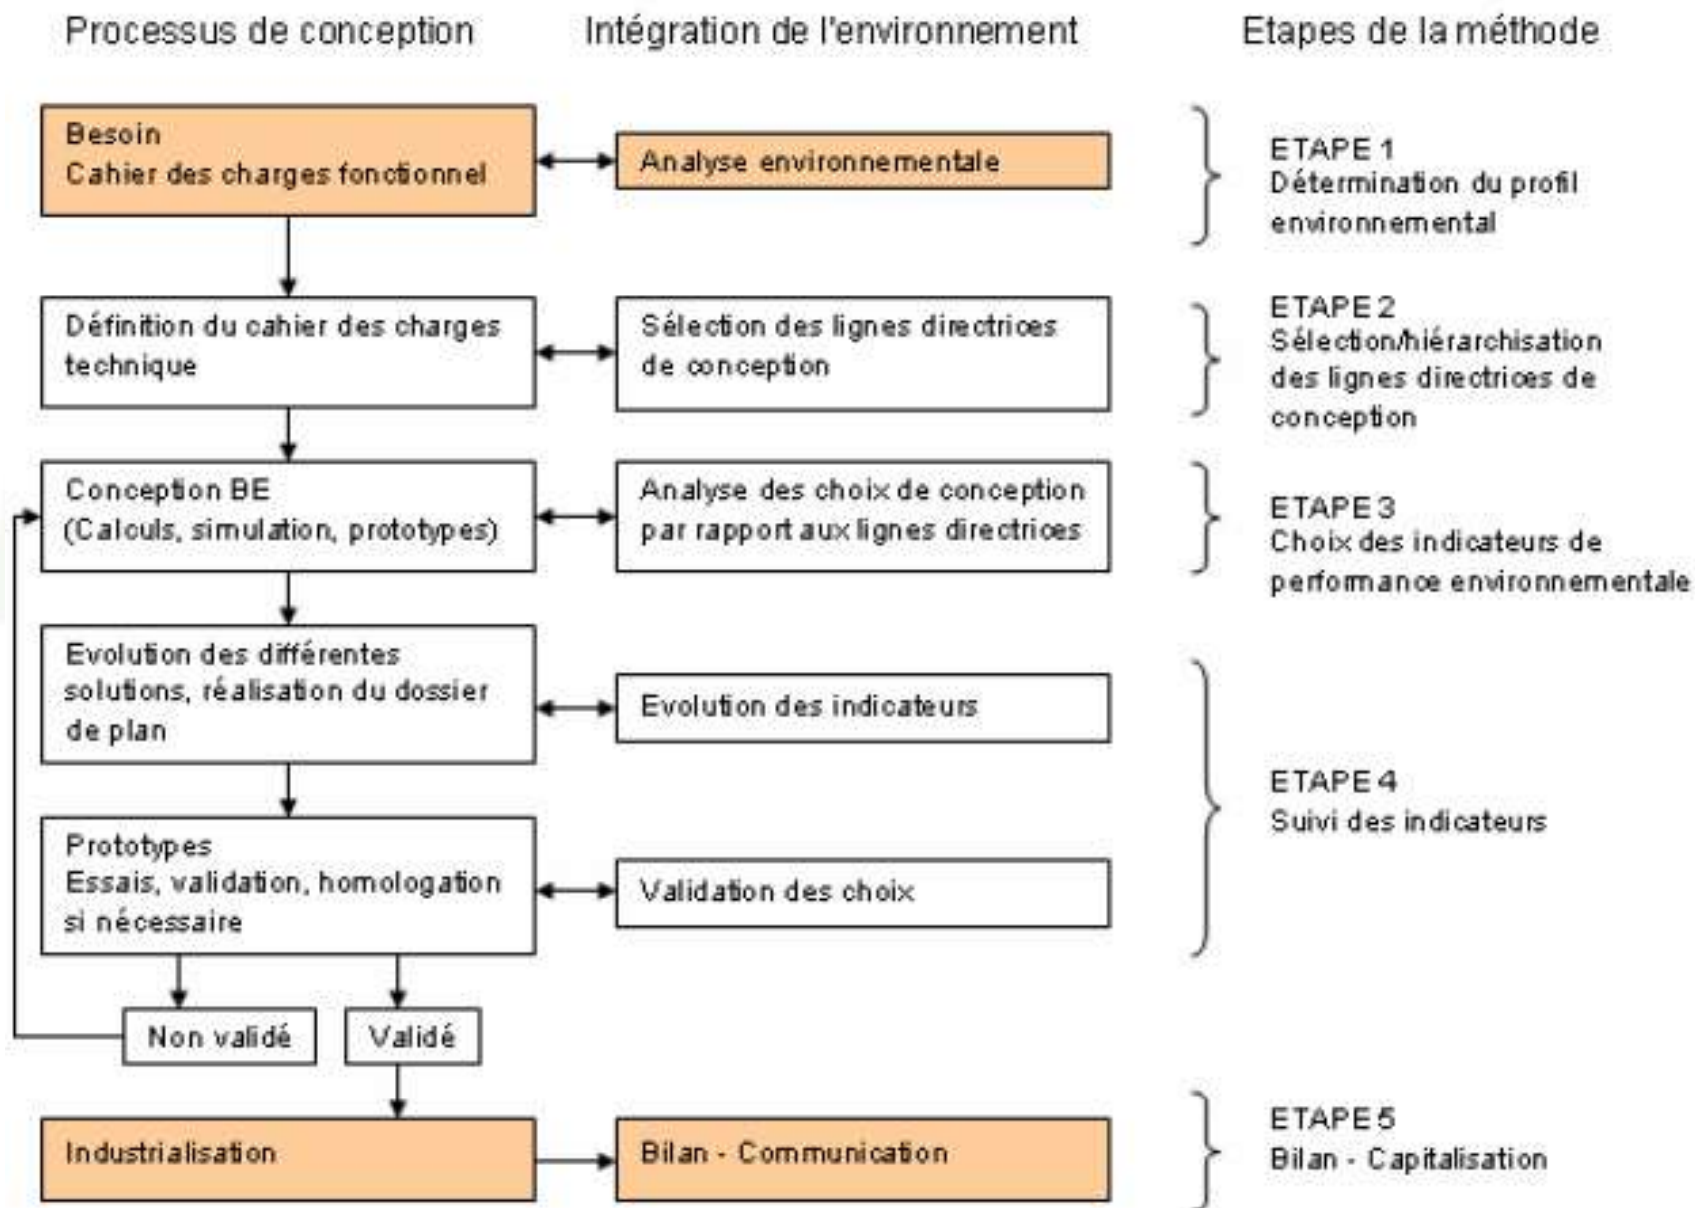 Processus de conception
Intégration de l'environnement
Etapes de la méthode
Besoin
Cahier des charges fonctionnel
Analyse environnementale
ETAPE 1
Détermination du profil
environnemental
Définition du cahier des charges
technique
Sélection des lignes directrices
de conception
ETAPE 2
Sélection/hiérarchisation
des lignes directrices de
conception
Conception BE
(Calculs, simulation, prototypes)
Analyse des choix de conception
par rapport aux lignes directrices
ETAPE 3
Choix des indicateurs de
performance environnementale
Evolution des différentes
solutions, réalisation du dossier
de plan
Evolution des indicateurs
Prototypes
Essais, validation, homologation
si nécessaire
Validation des choix
ETAPE 4
Suivi des indicateurs
Non validé
Validé
Industrialisation
Bilan - Communication
ETAPE 5
Bilan - Capitalisation